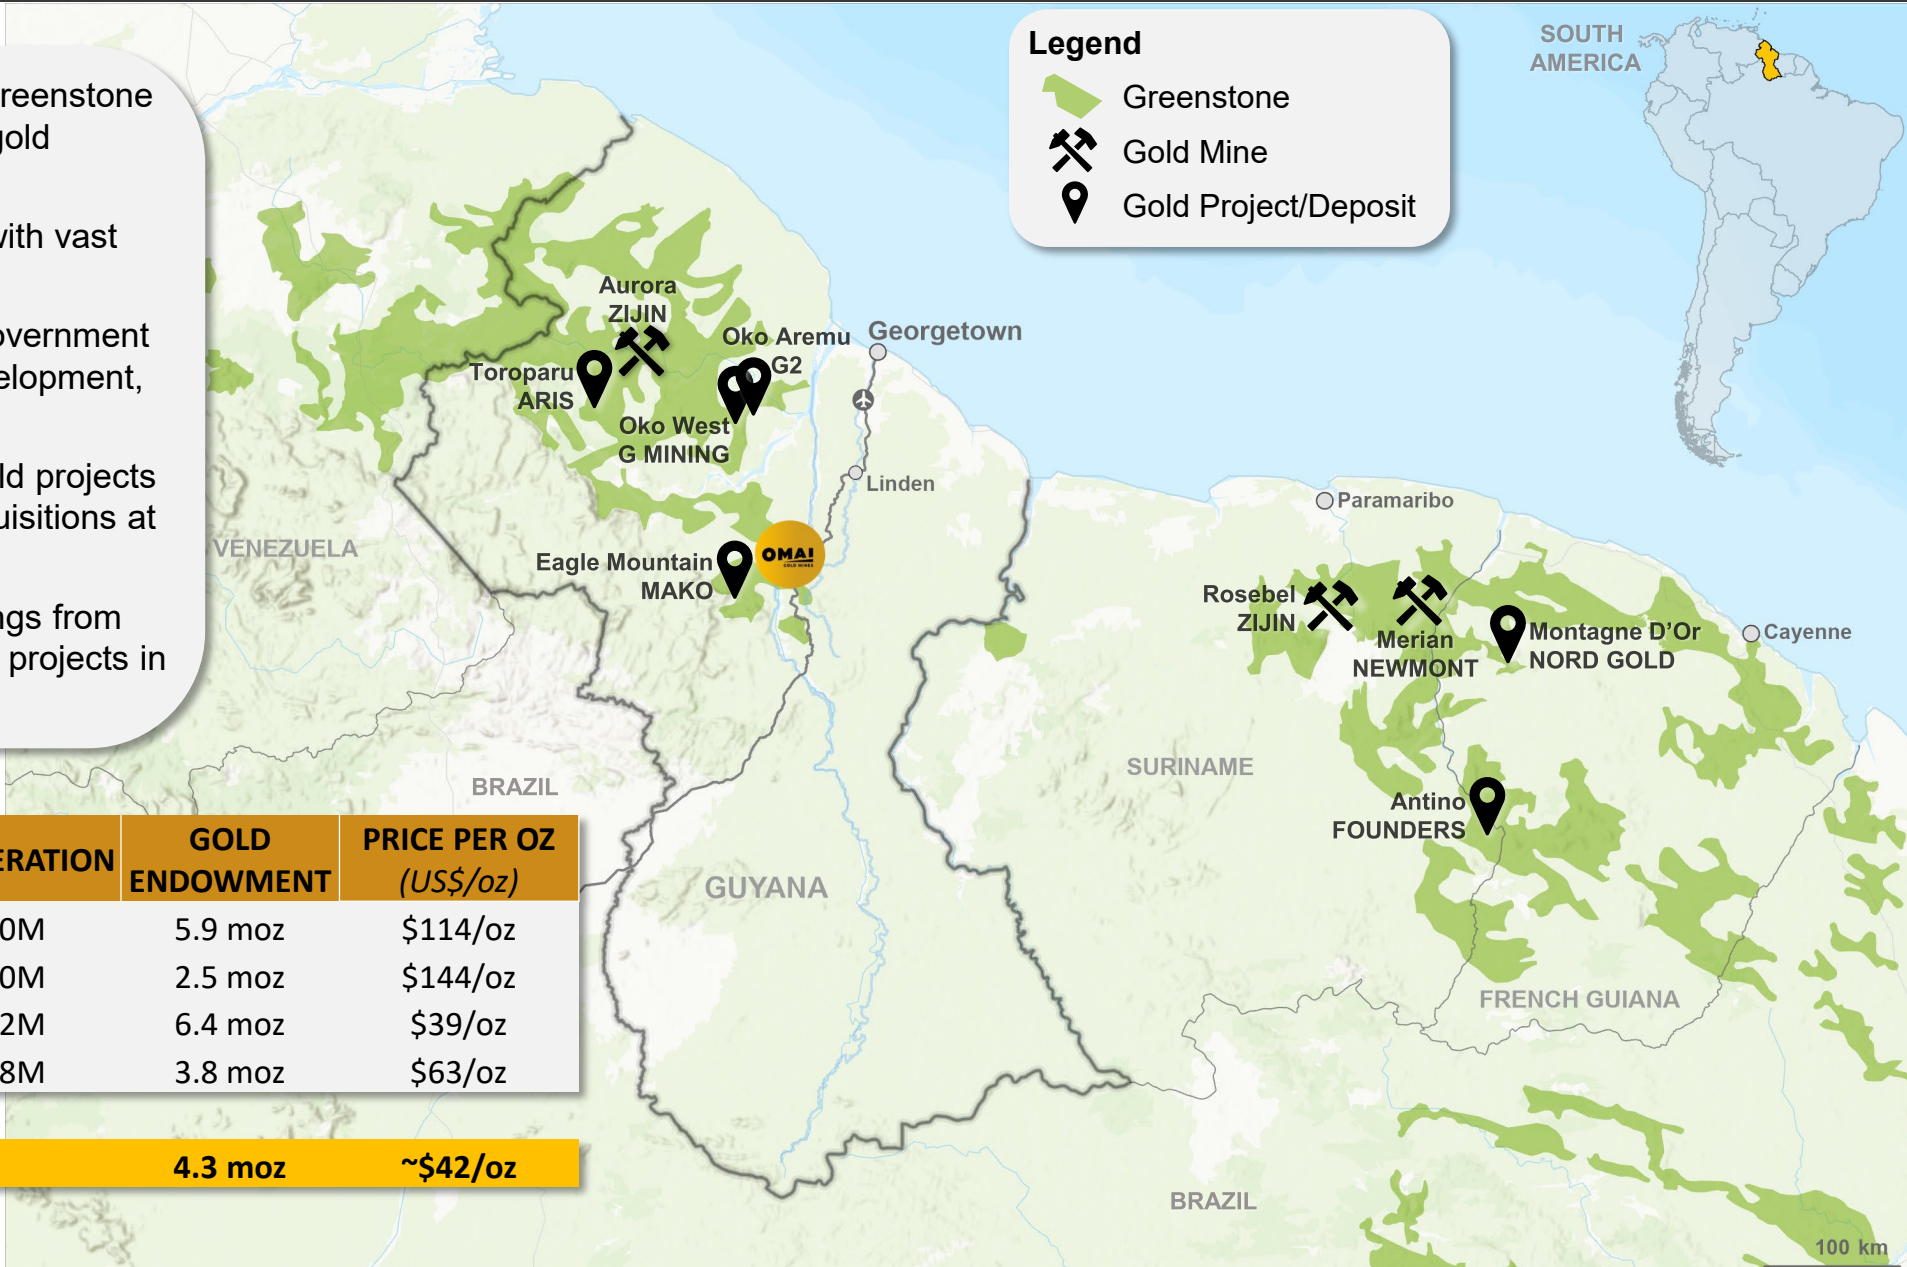 reenstone
gold
with vast
overnment
elopment,
ld projects
uisitions at
ngs from
projects in
Legend
Greenstone
Gold Mine
Gold Project/Deposit
SOUTH
AMERICA
Aurora
ZIJIN
Oko Aremu
G2
Georgetown
Toroparu
ARIS
Oko West
G MINING
Linden
Paramaribo
VENEZUELA
Eagle Mountain
MAKO
OMAI
GOLD MINES
Rosebel
ZIJIN
Merian
NEWMONT
Montagne D'Or
NORD GOLD
Cayenne
BRAZIL
SURINAME
Antino
FOUNDERS
GUYANA
FRENCH GUIANA
BRAZIL
100 km
ERATION GOLD ENDOWMENT PRICE PER OZ (US$/oz)
0M 5.9 moz $114/oz
0M 2.5 moz $144/oz
2M 6.4 moz $39/oz
8M 3.8 moz $63/oz
4.3 moz ~$42/oz